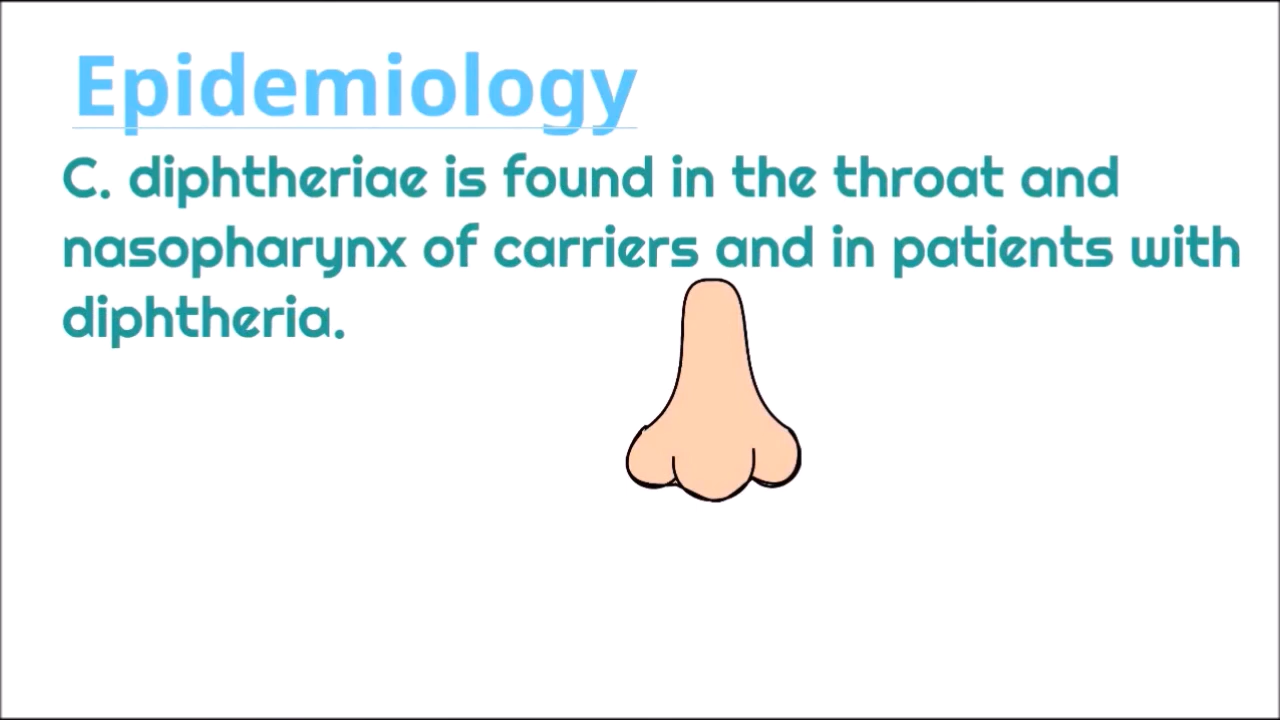 Epidemiology
C. diphtheriae is found in the throat and
nasopharynx of carriers and in patients with
diphtheria.